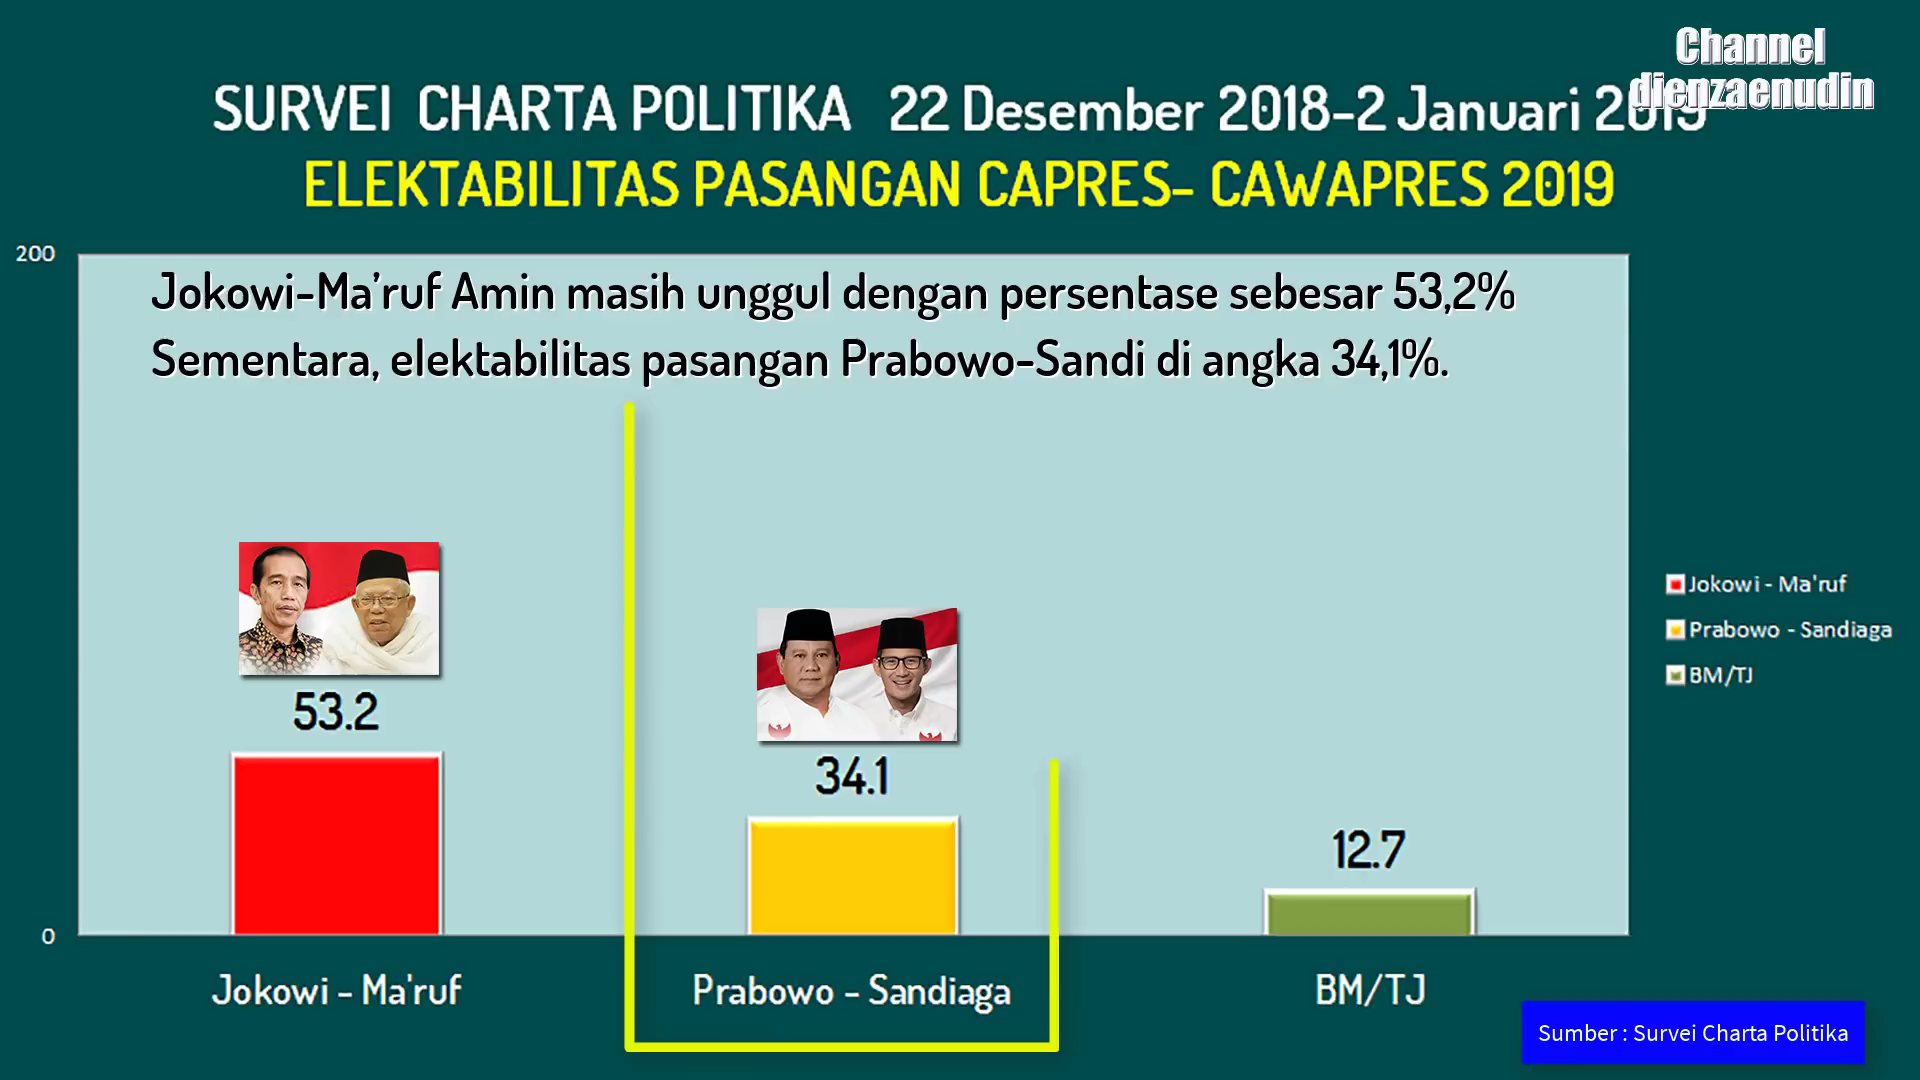 Channel
dienzaenudin
SURVEI CHARTA POLITIKA 22 Desember 2018-2 Januari 2019
ELEKTABILITAS PASANGAN CAPRES- CAWAPRES 2019
200
Jokowi-Ma'ruf Amin masih unggul dengan persentase sebesar 53,2%
Sementara, elektabilitas pasangan Prabowo-Sandi di angka 34,1%.
53.2
34.1
12.7
Jokowi - Ma'ruf
Prabowo - Sandiaga
BM/TJ
0
Jokowi - Ma'ruf
Prabowo - Sandiaga
BM/TJ
Sumber : Survei Charta Politika